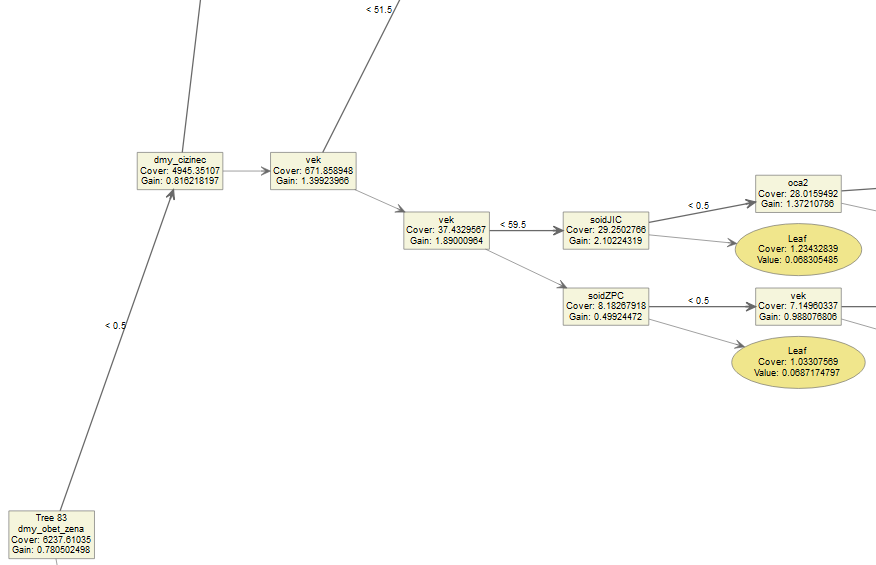 < 51.5
dmy_cizinec
Cover: 4945.35107
Gain: 0.816218197
vek
Cover: 671.858948
Gain: 1.39923966
oca2
Cover: 28.0159492
Gain: 1.37210786
< 0.5
vek
Cover: 37.4329567
Gain: 1.89000964
< 59.5
soidJIC
Cover: 29.2502766
Gain: 2.10224319
Leaf
Cover: 1.23432839
Value: 0.068305485
soidZPC
Cover: 8.18267918
Gain: 0.49924472
< 0.5
vek
Cover: 7.14960337
Gain: 0.988076806
< 0.5
Leaf
Cover: 1.03307569
Value: 0.0687174797
Tree 83
dmy_obet_zena
Cover: 6237.61035
Gain: 0.780502498